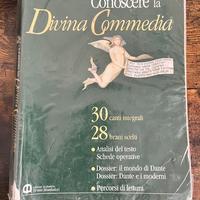 Conoscere la
Divina Commedia
30 canti integrali
28 brani scelti
• Analisi del testo
Schede operative
• Dossier: il mondo di Dante
Dossier: Dante e i moderni
• Percorsi di lettura